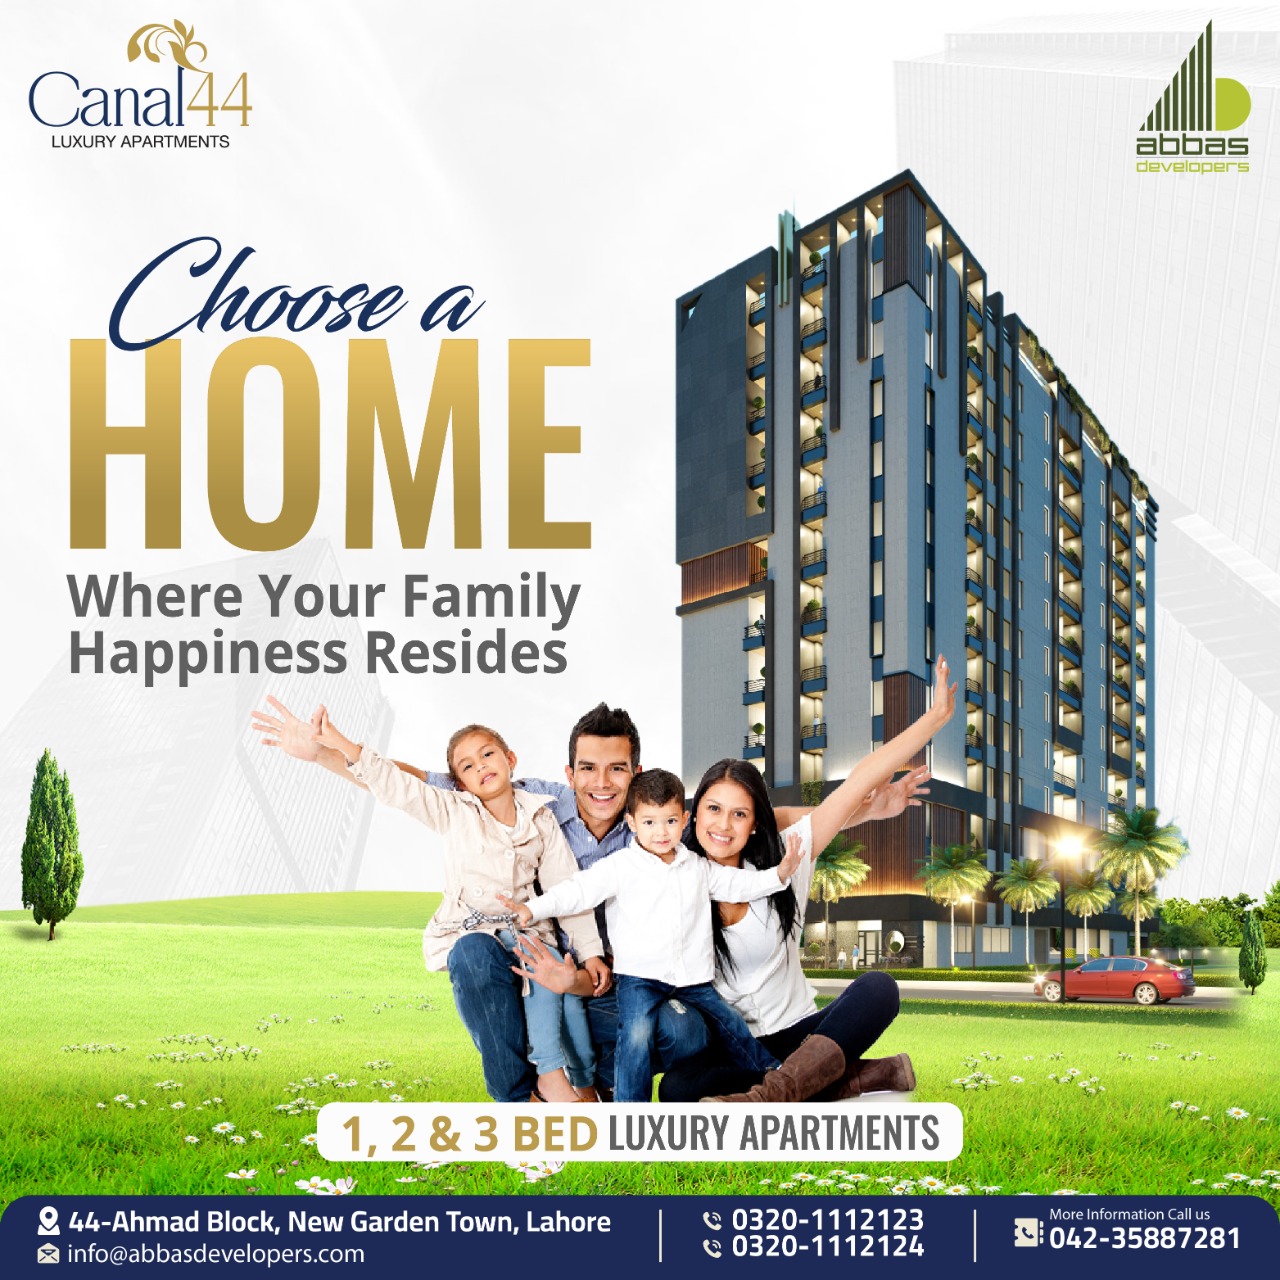 Canal44
LUXURY APARTMENTS
abbas
developers
Choose a
HOME
Where Your Family
Happiness Resides
1, 2 & 3 BED LUXURY APARTMENTS
44-Ahmad Block, New Garden Town, Lahore
info@abbasdevelopers.com
0320-1112123
0320-1112124
More Information Call us
042-35887281